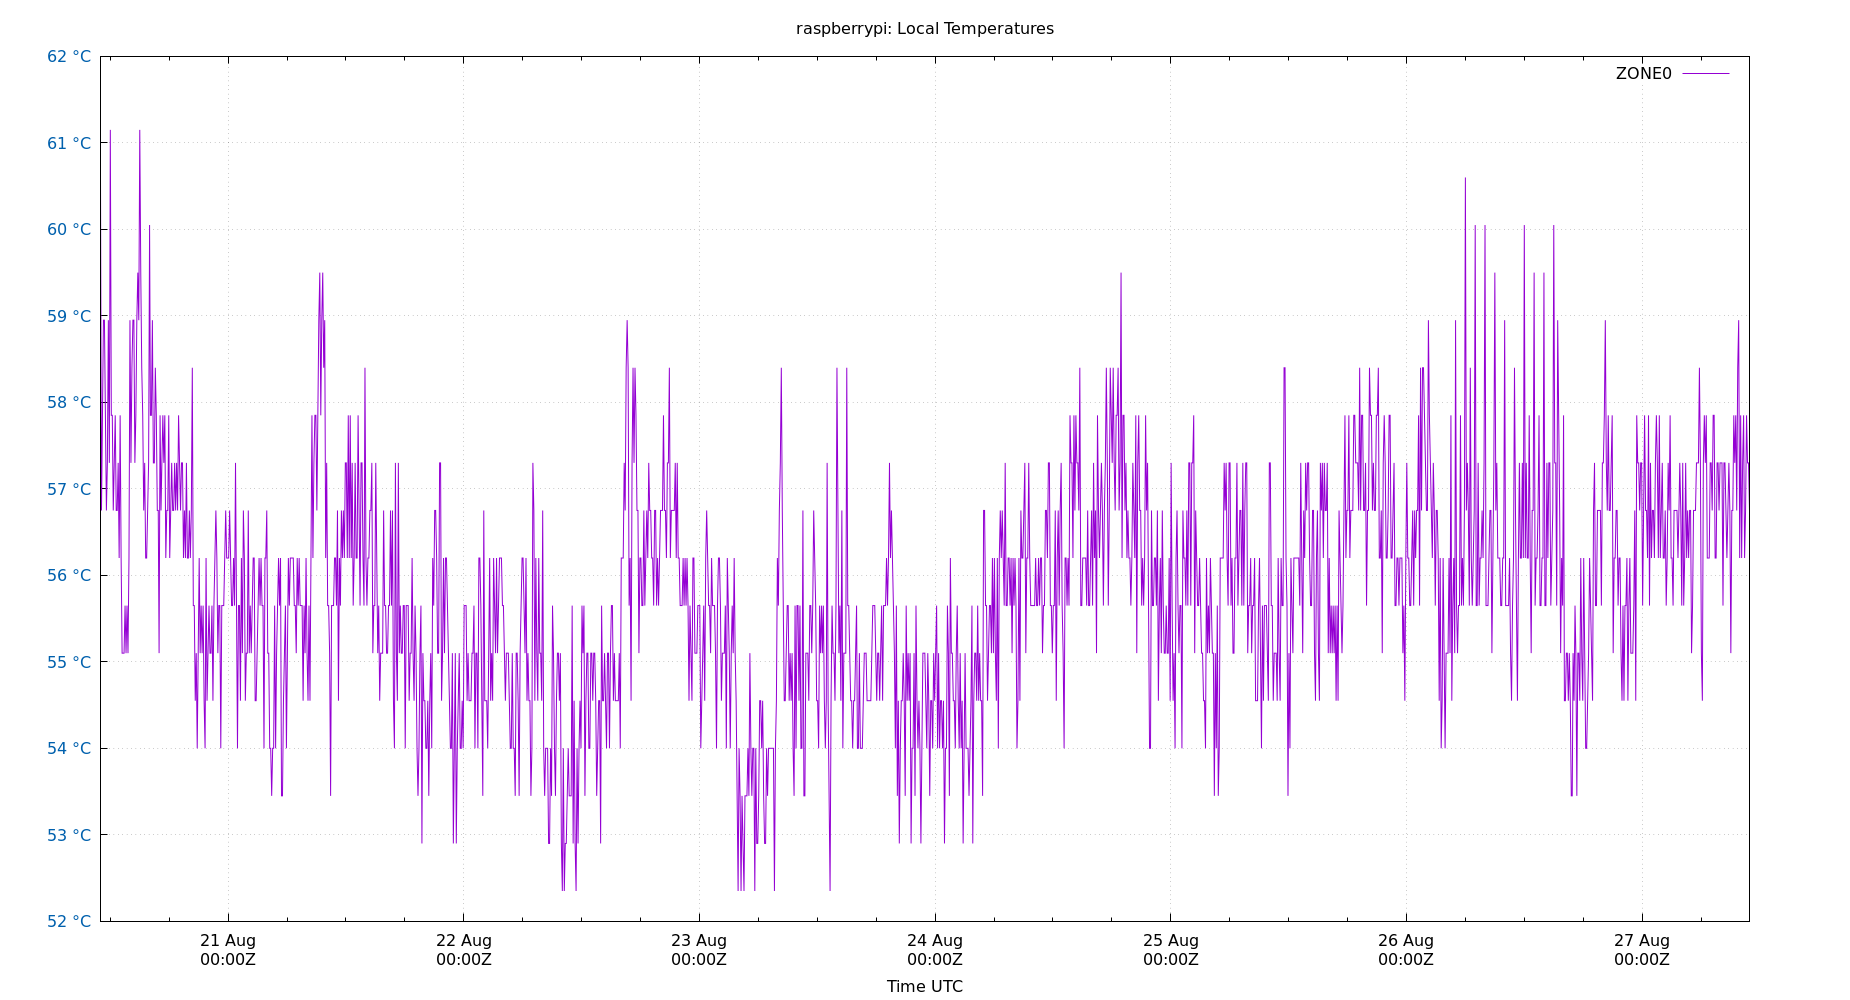 raspberrypi: Local Temperatures
62 °C
ZONE0
61 °C
60 °C
59 °C
58 °C
57 °C
56 °C
55 °C
54 °C
53 °C
52 °C
21 Aug 22 Aug 23 Aug 24 Aug 25 Aug 26 Aug 27 Aug
00:00Z 00:00Z 00:00Z 00:00Z 00:00Z 00:00Z 00:00Z
Time UTC